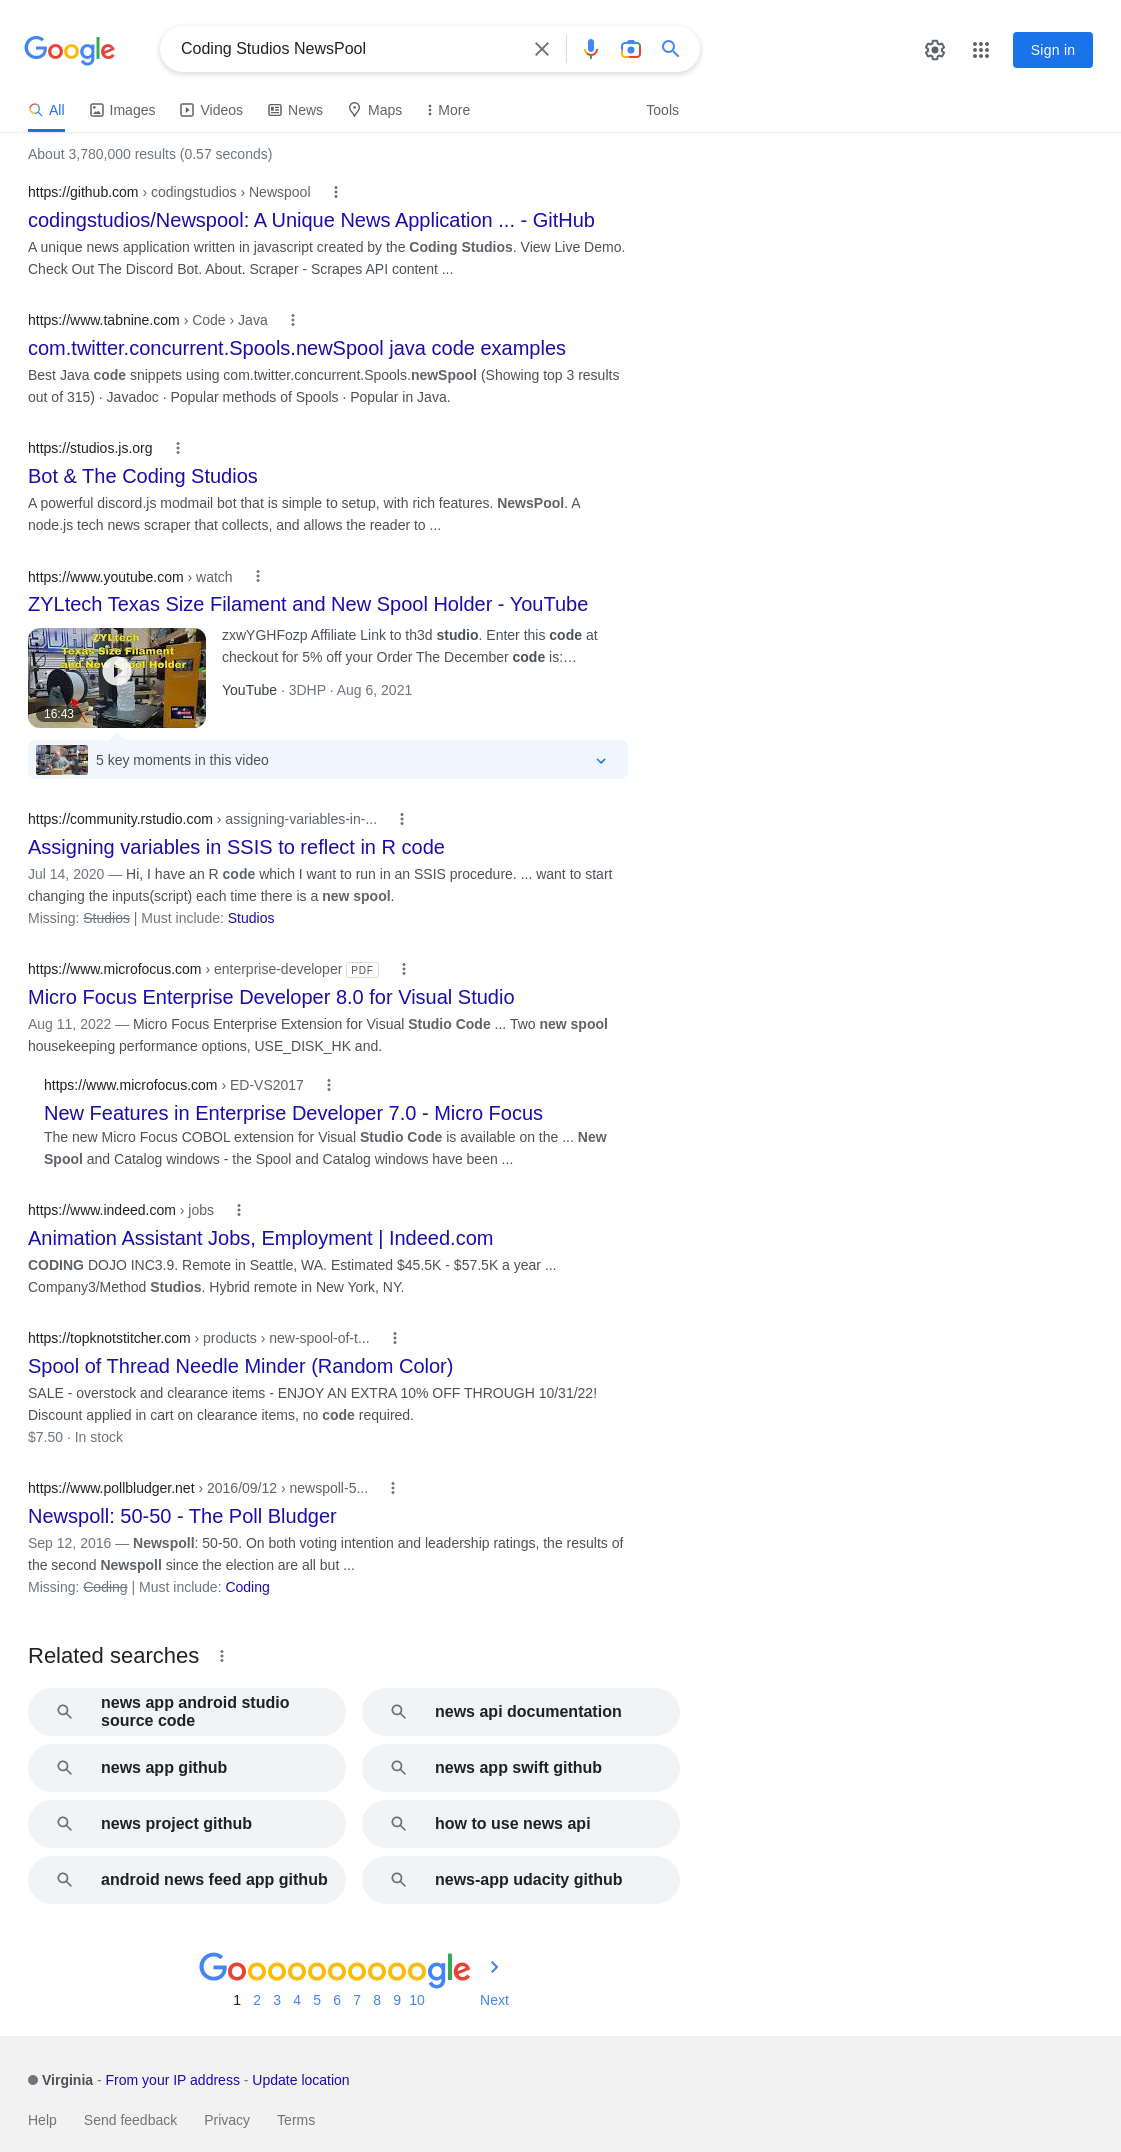 Google
Coding Studios NewsPool
Sign in
All
Images
Videos
News
Maps
More
Tools
About 3,780,000 results (0.57 seconds)
https://github.com › codingstudios › Newspool
codingstudios/Newspool: A Unique News Application ... - GitHub
A unique news application written in javascript created by the Coding Studios. View Live Demo.
Check Out The Discord Bot. About. Scraper - Scrapes API content ...
https://www.tabnine.com › Code › Java
com.twitter.concurrent.Spools.newSpool java code examples
Best Java code snippets using com.twitter.concurrent.Spools.newSpool (Showing top 3 results
out of 315) · Javadoc · Popular methods of Spools · Popular in Java.
https://studios.js.org
Bot & The Coding Studios
A powerful discord.js modmail bot that is simple to setup, with rich features. NewsPool. A
node.js tech news scraper that collects, and allows the reader to ...
https://www.youtube.com › watch
ZYLtech Texas Size Filament and New Spool Holder - YouTube
ZYLtech
Texas Size Filament
and New Spool Holder
16:43
zxwYGHFozp Affiliate Link to th3d studio. Enter this code at
checkout for 5% off your Order The December code is:…
YouTube · 3DHP · Aug 6, 2021
5 key moments in this video
https://community.rstudio.com › assigning-variables-in-...
Assigning variables in SSIS to reflect in R code
Jul 14, 2020 — Hi, I have an R code which I want to run in an SSIS procedure. ... want to start
changing the inputs(script) each time there is a new spool.
Missing: Studios | Must include: Studios
https://www.microfocus.com › enterprise-developer PDF
Micro Focus Enterprise Developer 8.0 for Visual Studio
Aug 11, 2022 — Micro Focus Enterprise Extension for Visual Studio Code ... Two new spool
housekeeping performance options, USE_DISK_HK and.
https://www.microfocus.com › ED-VS2017
New Features in Enterprise Developer 7.0 - Micro Focus
The new Micro Focus COBOL extension for Visual Studio Code is available on the ... New
Spool and Catalog windows - the Spool and Catalog windows have been ...
https://www.indeed.com › jobs
Animation Assistant Jobs, Employment | Indeed.com
CODING DOJO INC3.9. Remote in Seattle, WA. Estimated $45.5K - $57.5K a year ...
Company3/Method Studios. Hybrid remote in New York, NY.
https://topknotstitcher.com › products › new-spool-of-t...
Spool of Thread Needle Minder (Random Color)
SALE - overstock and clearance items - ENJOY AN EXTRA 10% OFF THROUGH 10/31/22!
Discount applied in cart on clearance items, no code required.
$7.50 · In stock
https://www.pollbludger.net › 2016/09/12 › newspoll-5...
Newspoll: 50-50 - The Poll Bludger
Sep 12, 2016 — Newspoll: 50-50. On both voting intention and leadership ratings, the results of
the second Newspoll since the election are all but ...
Missing: Coding | Must include: Coding
Related searches
news app android studio
source code
news api documentation
news app github
news app swift github
news project github
how to use news api
android news feed app github
news-app udacity github
Goooooooooogle
1 2 3 4 5 6 7 8 9 10 Next
Virginia - From your IP address - Update location
Help Send feedback Privacy Terms